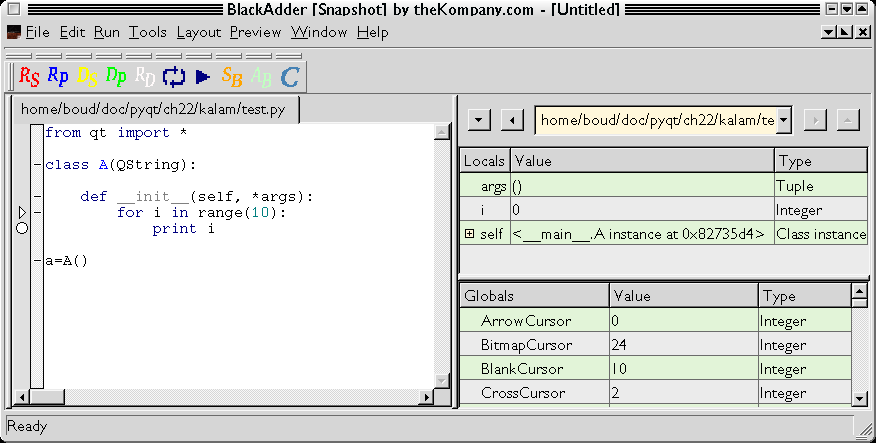 BlackAdder [Snapshot] by theKompany.com - [Untitled]
File Edit Run Tools Layout Preview Window Help
RS RP DS DP RD SB AB C
home/boud/doc/pyqt/ch22/kalam/test.py
from qt import *
class A(QString):
def __init__(self, *args):
for i in range(10):
print i
a=A()
home/boud/doc/pyqt/ch22/kalam/te
Locals Value Type
args () Tuple
i 0 Integer
self <__main__.A instance at 0x82735d4> Class instance
Globals Value Type
ArrowCursor 0 Integer
BitmapCursor 24 Integer
BlankCursor 10 Integer
CrossCursor 2 Integer
Ready